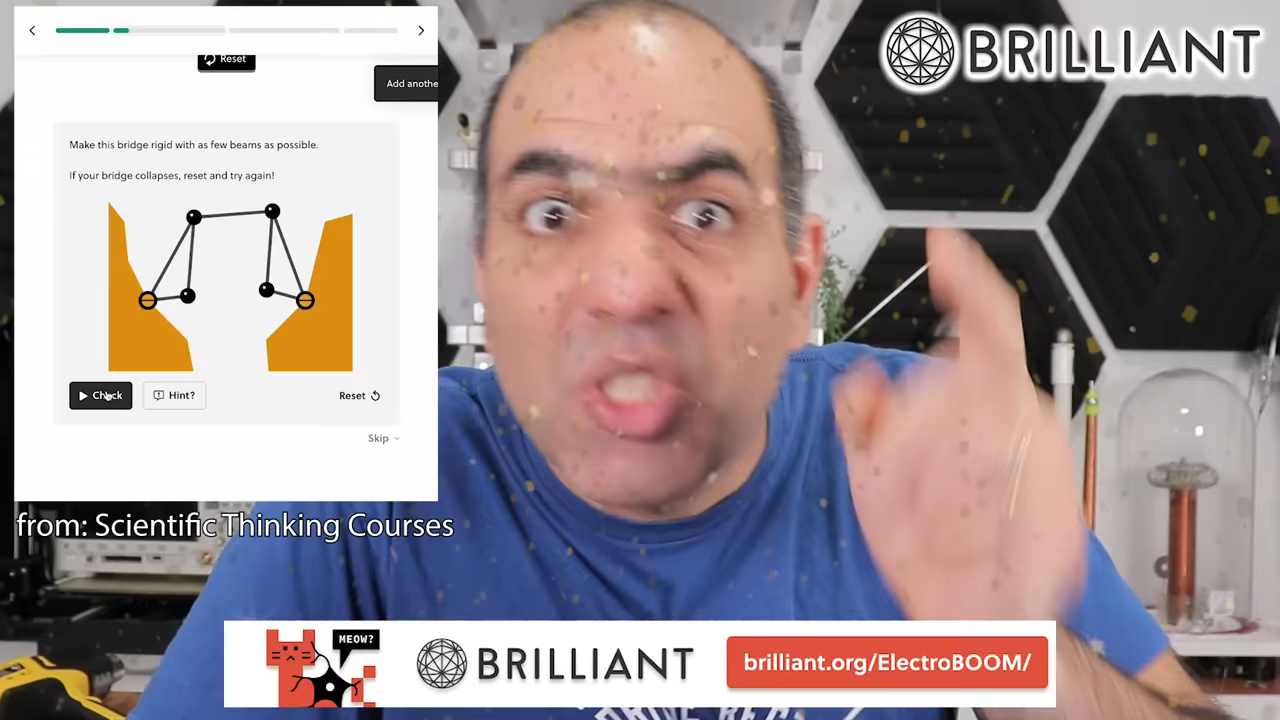 Reset
Add anothe
BRILLIANT
Make this bridge rigid with as few beams as possible.
If your bridge collapses, reset and try again!
Check
Hint?
Reset
Skip
from: Scientific Thinking Courses
MEOW?
BRILLIANT
brilliant.org/ElectroBOOM/